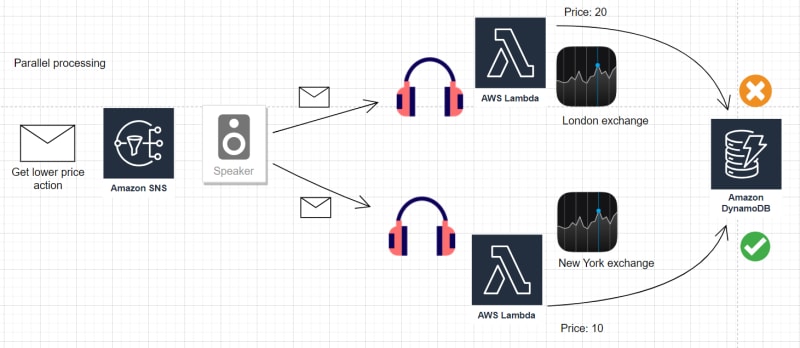 Price: 20
Parallel processing
AWS Lambda
London exchange
Get lower price
action
Amazon SNS
Speaker
Amazon
DynamoDB
New York exchange
AWS Lambda
Price: 10